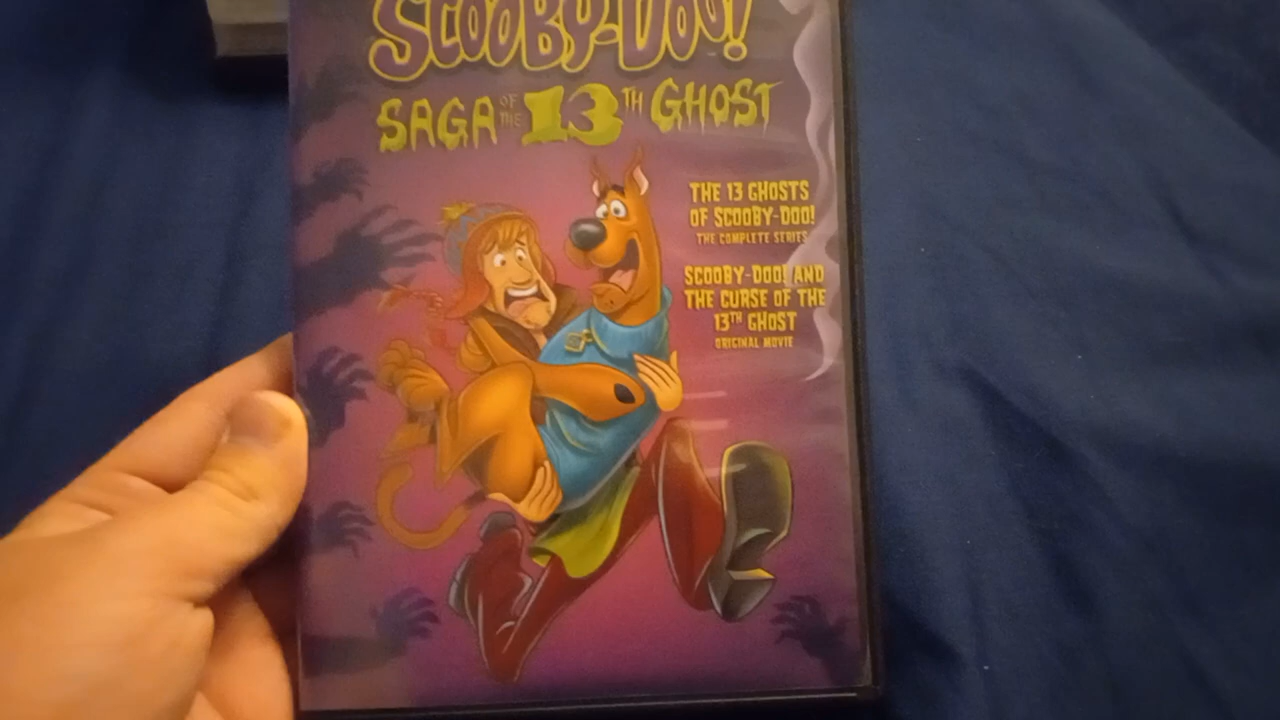 SCOOBY-DOO!
SAGA OF THE 13TH GHOST
THE 13 GHOSTS
OF SCOOBY-DOO!
THE COMPLETE SERIES
SCOOBY-DOO! AND
THE CURSE OF THE
13TH GHOST
ORIGINAL MOVIE